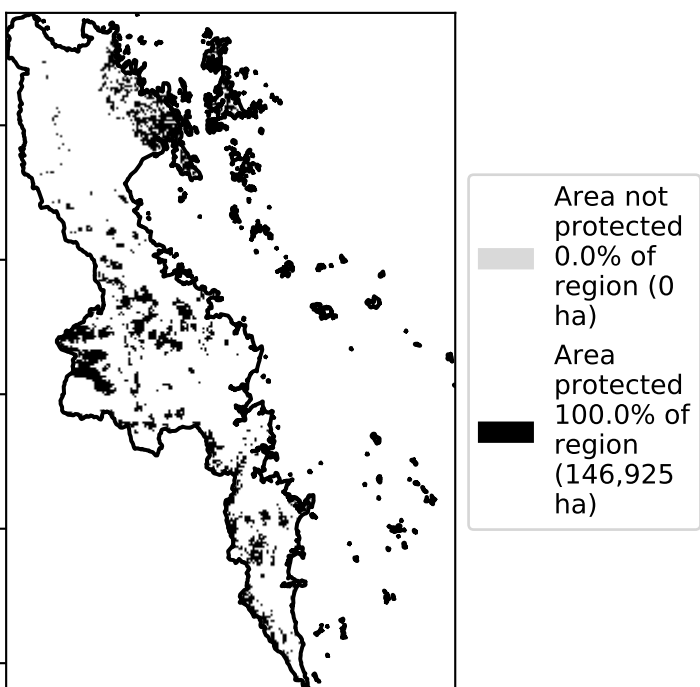 Area not
protected
0.0% of
region (0
ha)
Area
protected
100.0% of
region
(146,925
ha)